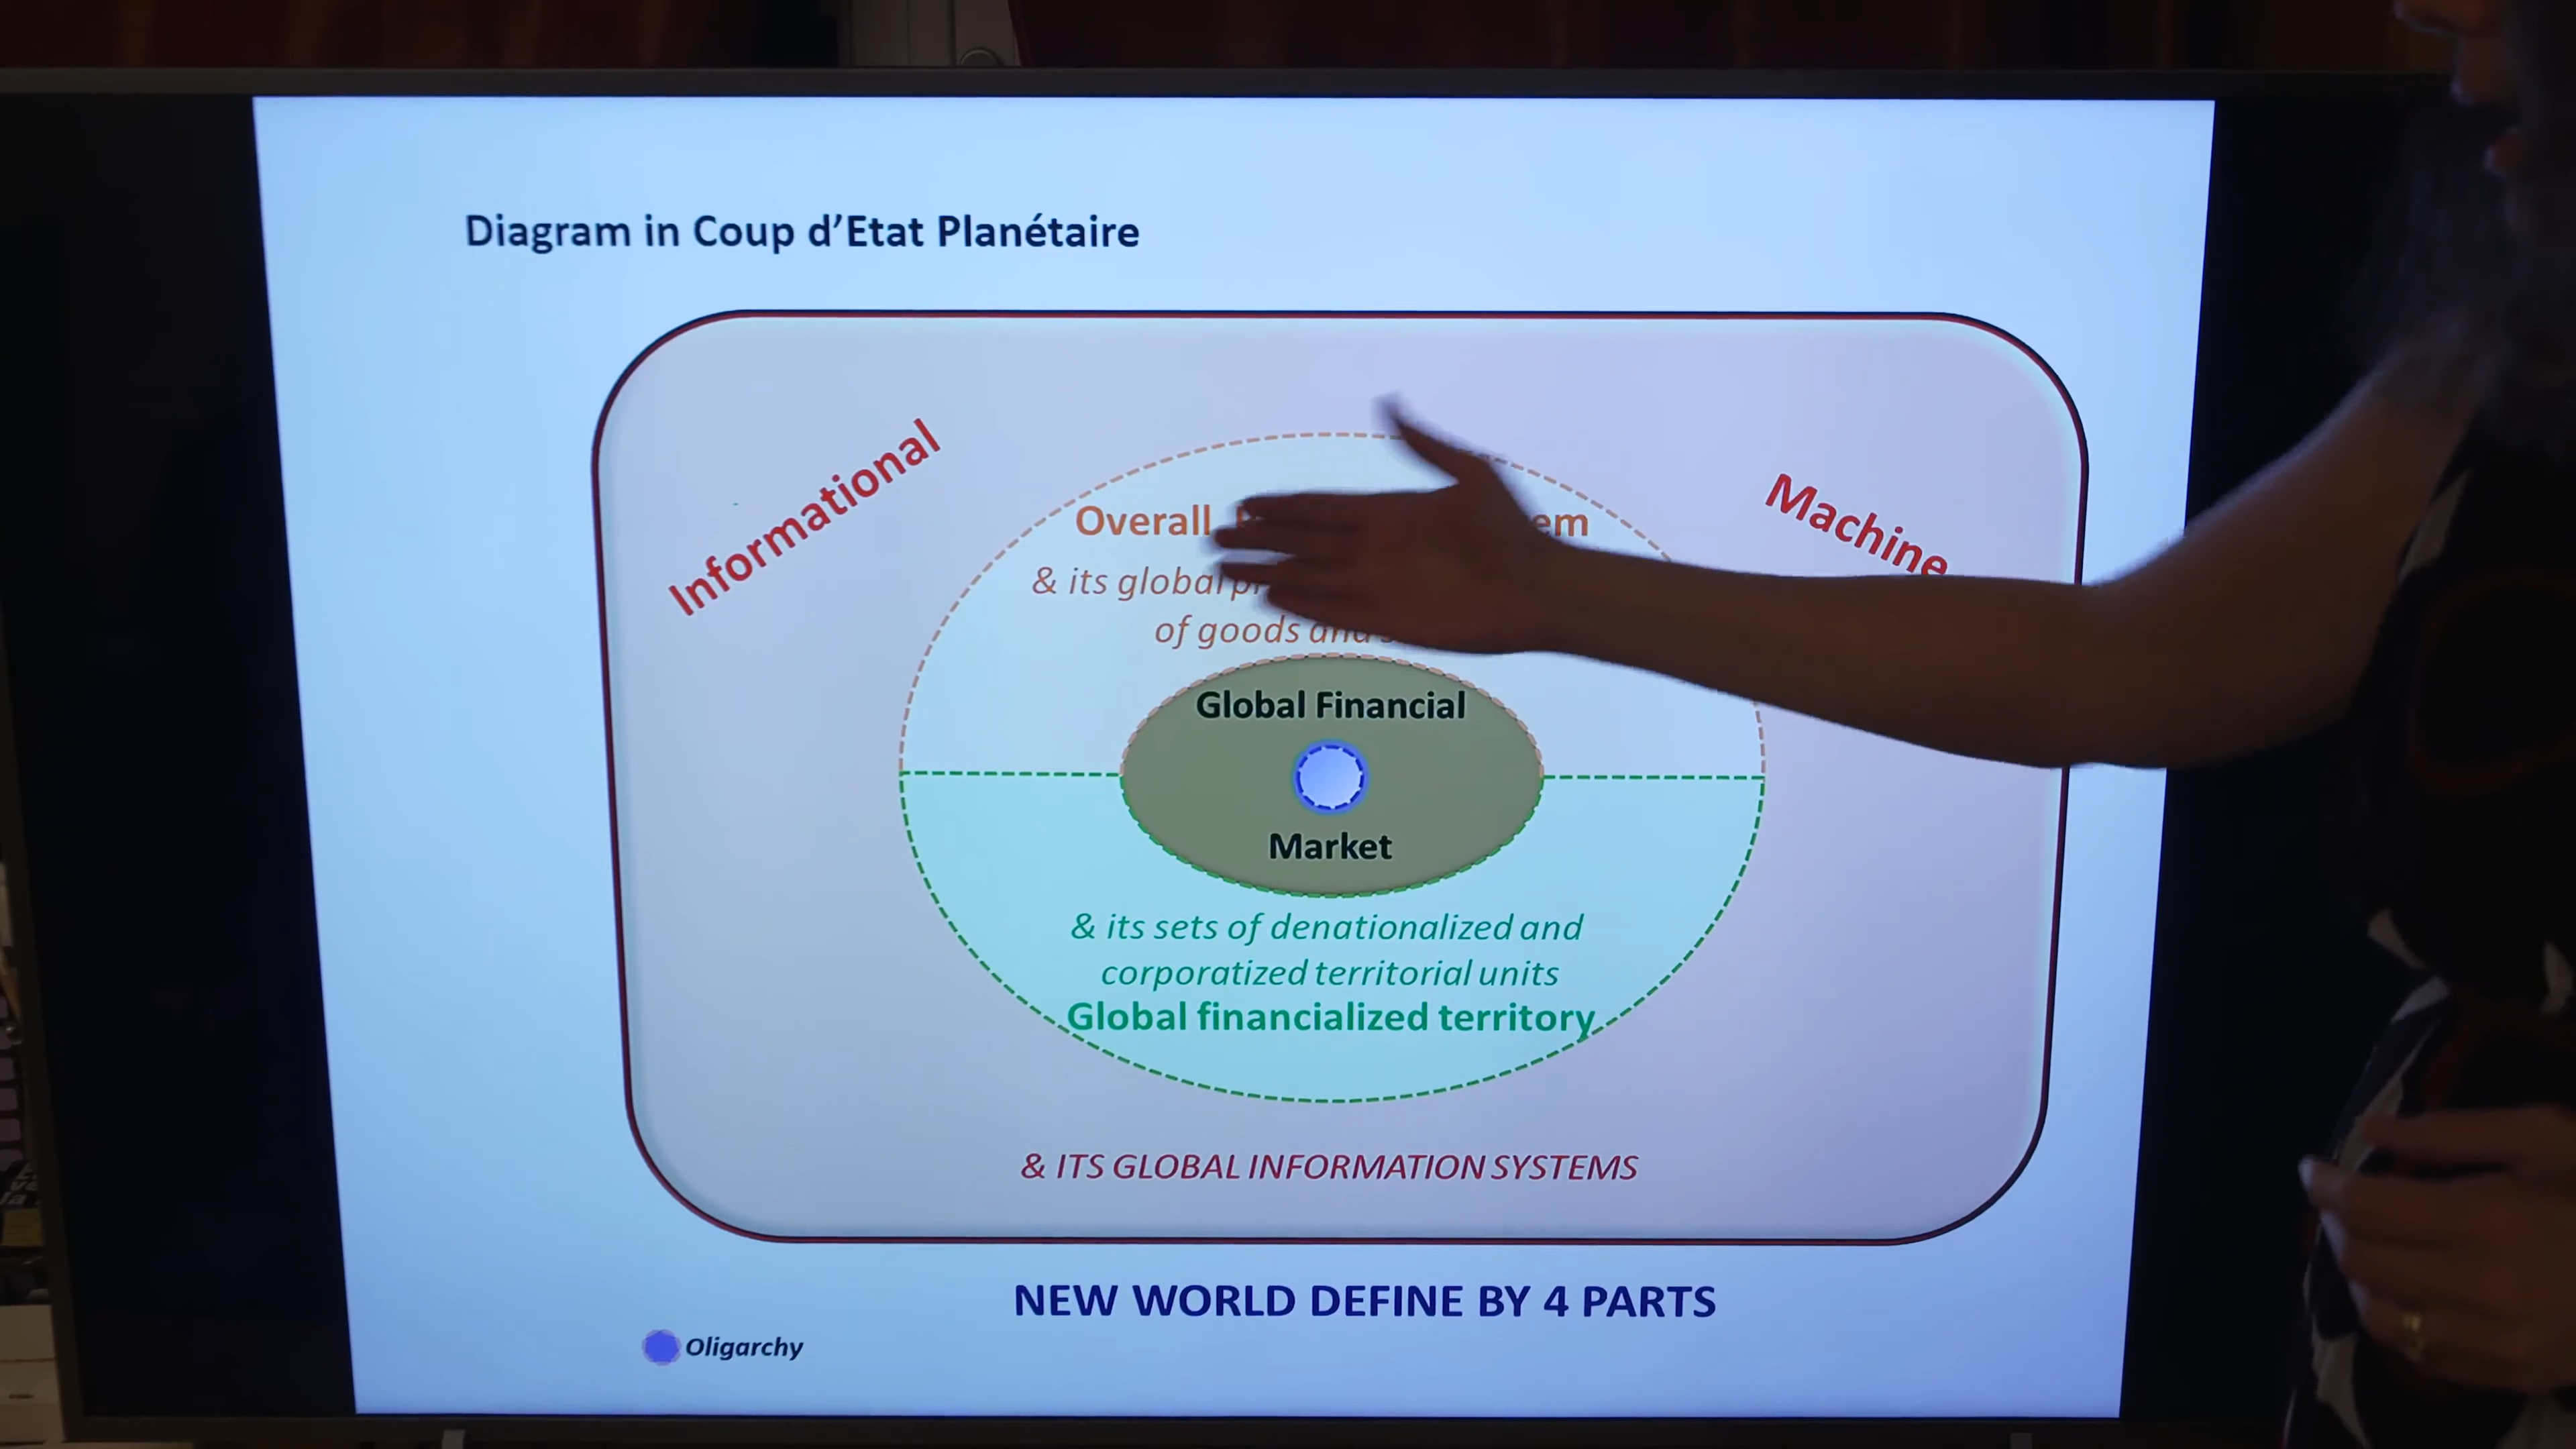 Diagram in Coup d’Etat Planétaire
Informational
Machine
Overall
& its global
of goods and
Global Financial
Market
& its sets of denationalized and
corporatized territorial units
Global financialized territory
& ITS GLOBAL INFORMATION SYSTEMS
NEW WORLD DEFINE BY 4 PARTS
Oligarchy